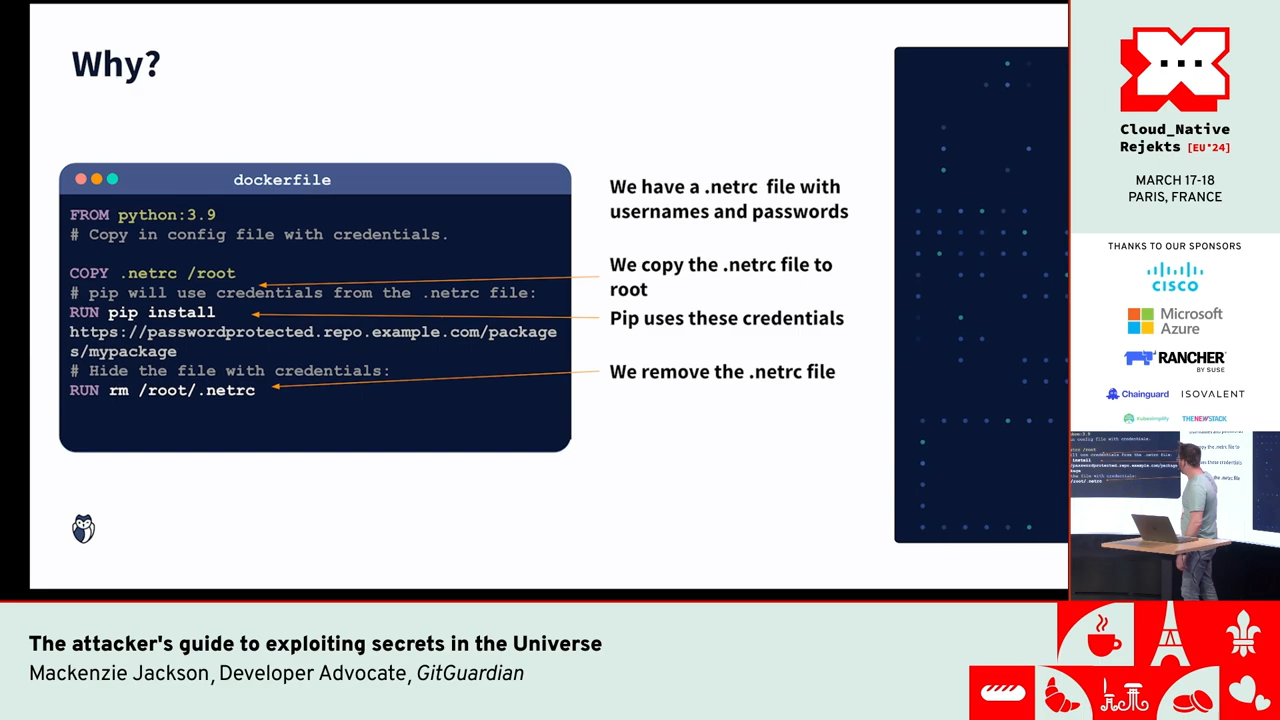 Why?
dockerfile
FROM python:3.9
# Copy in config file with credentials.
COPY .netrc /root
# pip will use credentials from the .netrc file:
RUN pip install
https://passwordprotected.repo.example.com/package
s/mypackage
# Hide the file with credentials:
RUN rm /root/.netrc
We have a .netrc file with
usernames and passwords
We copy the .netrc file to
root
Pip uses these credentials
We remove the .netrc file
Cloud_Native
Rejekts [EU'24]
MARCH 17-18
PARIS, FRANCE
THANKS TO OUR SPONSORS
CISCO
Microsoft
Azure
RANCHER
BY SUSE
Chainguard
ISOVALENT
kubesimplify
THENEWSTACK
The attacker's guide to exploiting secrets in the Universe
Mackenzie Jackson, Developer Advocate, GitGuardian